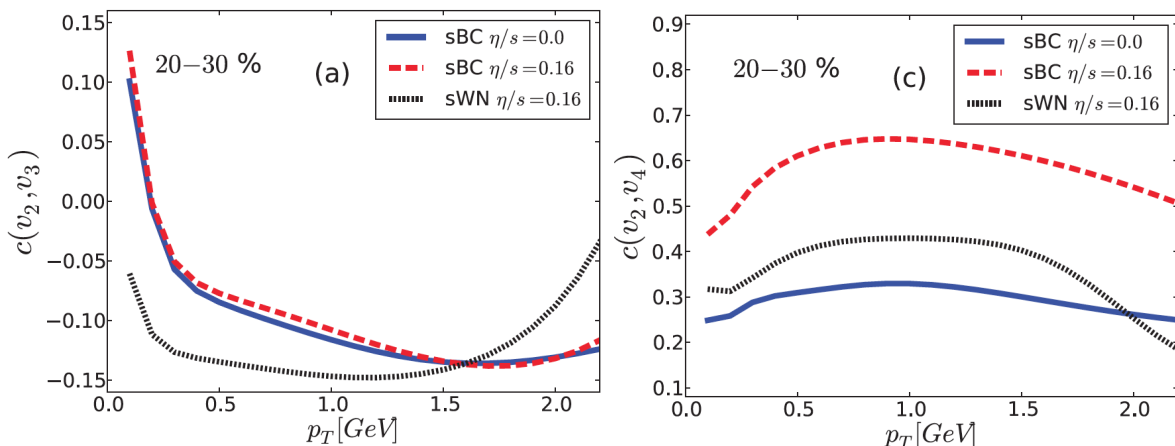 0.15
0.10
0.05
0.00
−0.05
−0.10
−0.15
c(v₂,v₃)
20−30 %
(a)
sBC η/s=0.0
sBC η/s=0.16
sWN η/s=0.16
0.0 0.5 1.0 1.5 2.0
p_T[GeV]
0.9
0.8
0.7
0.6
0.5
0.4
0.3
0.2
0.1
c(v₂,v₄)
20−30 %
(c)
sBC η/s=0.0
sBC η/s=0.16
sWN η/s=0.16
0.0 0.5 1.0 1.5 2.0
p_T[GeV]